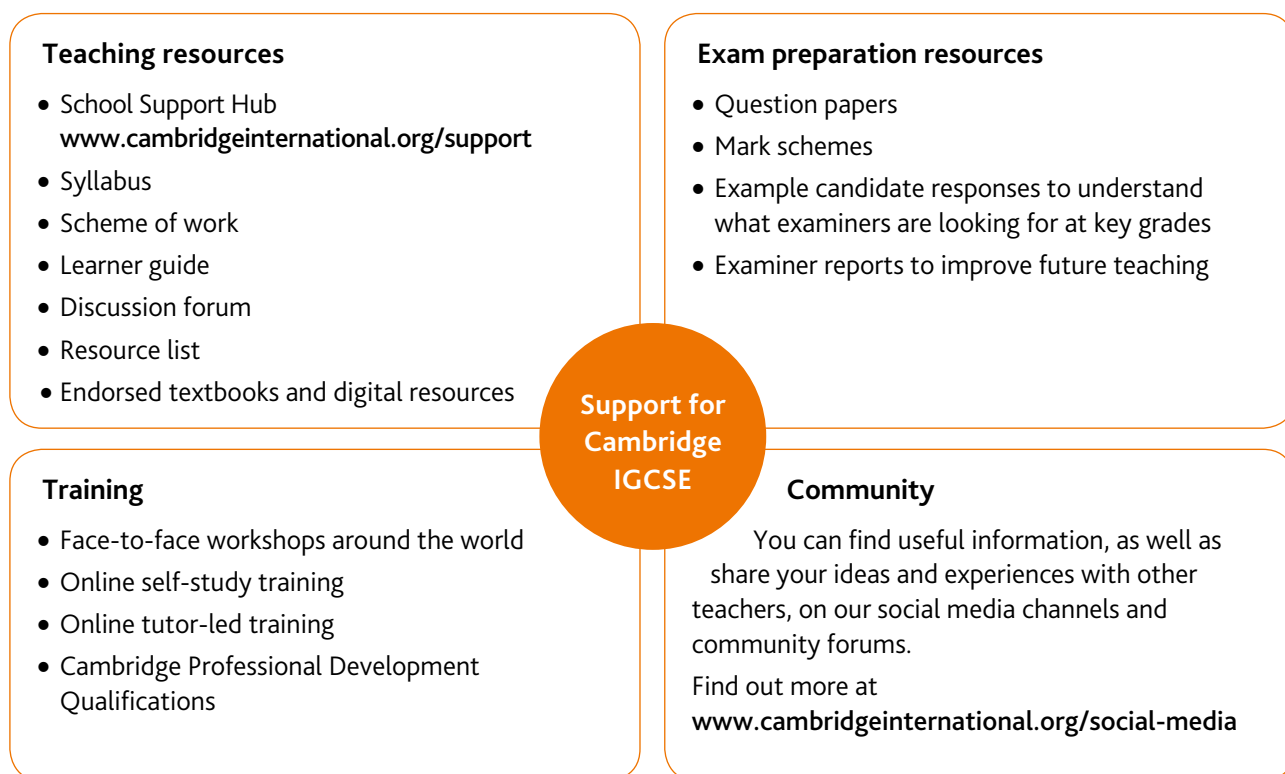 Teaching resources
• School Support Hub
www.cambridgeinternational.org/support
• Syllabus
• Scheme of work
• Learner guide
• Discussion forum
• Resource list
• Endorsed textbooks and digital resources
Exam preparation resources
• Question papers
• Mark schemes
• Example candidate responses to understand
what examiners are looking for at key grades
• Examiner reports to improve future teaching
Support for
Cambridge
IGCSE
Training
• Face-to-face workshops around the world
• Online self-study training
• Online tutor-led training
• Cambridge Professional Development
Qualifications
Community
You can find useful information, as well as
share your ideas and experiences with other
teachers, on our social media channels and
community forums.
Find out more at
www.cambridgeinternational.org/social-media